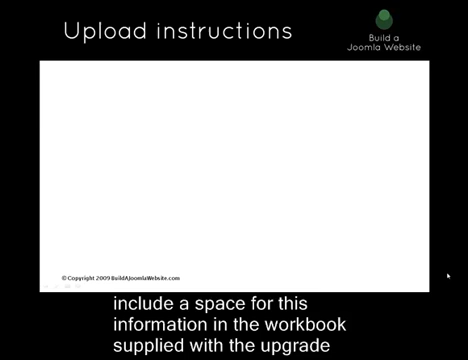 Upload instructions
Build a
Joomla Website
© Copyright 2009 BuildAJoomlaWebsite.com
include a space for this
information in the workbook
supplied with the upgrade